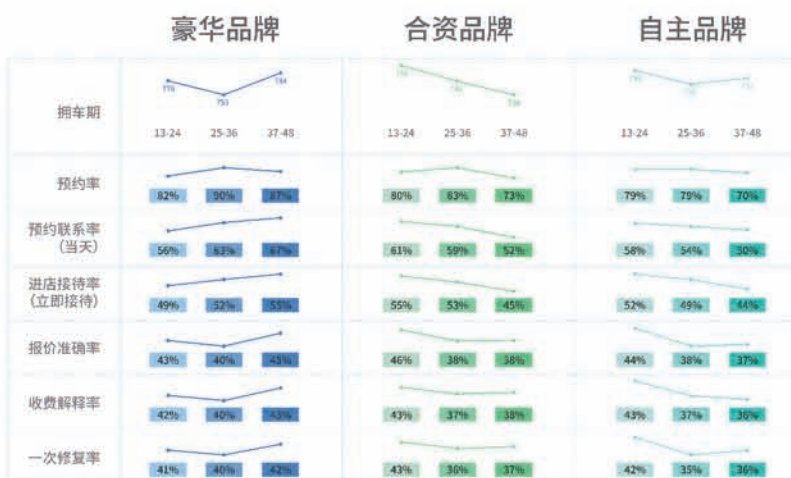 豪华品牌 合资品牌 自主品牌
拥车期
776 753 784
13-24 25-36 37-48 13-24 25-36 37-48 13-24 25-36 37-48
预约率
82% 90% 87% 80% 83% 73% 79% 79% 70%
预约联系率
（当天）
56% 63% 67% 61% 59% 52% 58% 54% 50%
进店接待率
（立即接待）
49% 52% 55% 55% 53% 45% 52% 49% 44%
报价准确率
43% 40% 45% 46% 38% 38% 44% 38% 37%
收费解释率
42% 40% 43% 43% 37% 38% 43% 37% 36%
一次修复率
41% 40% 42% 43% 36% 37% 42% 35% 36%